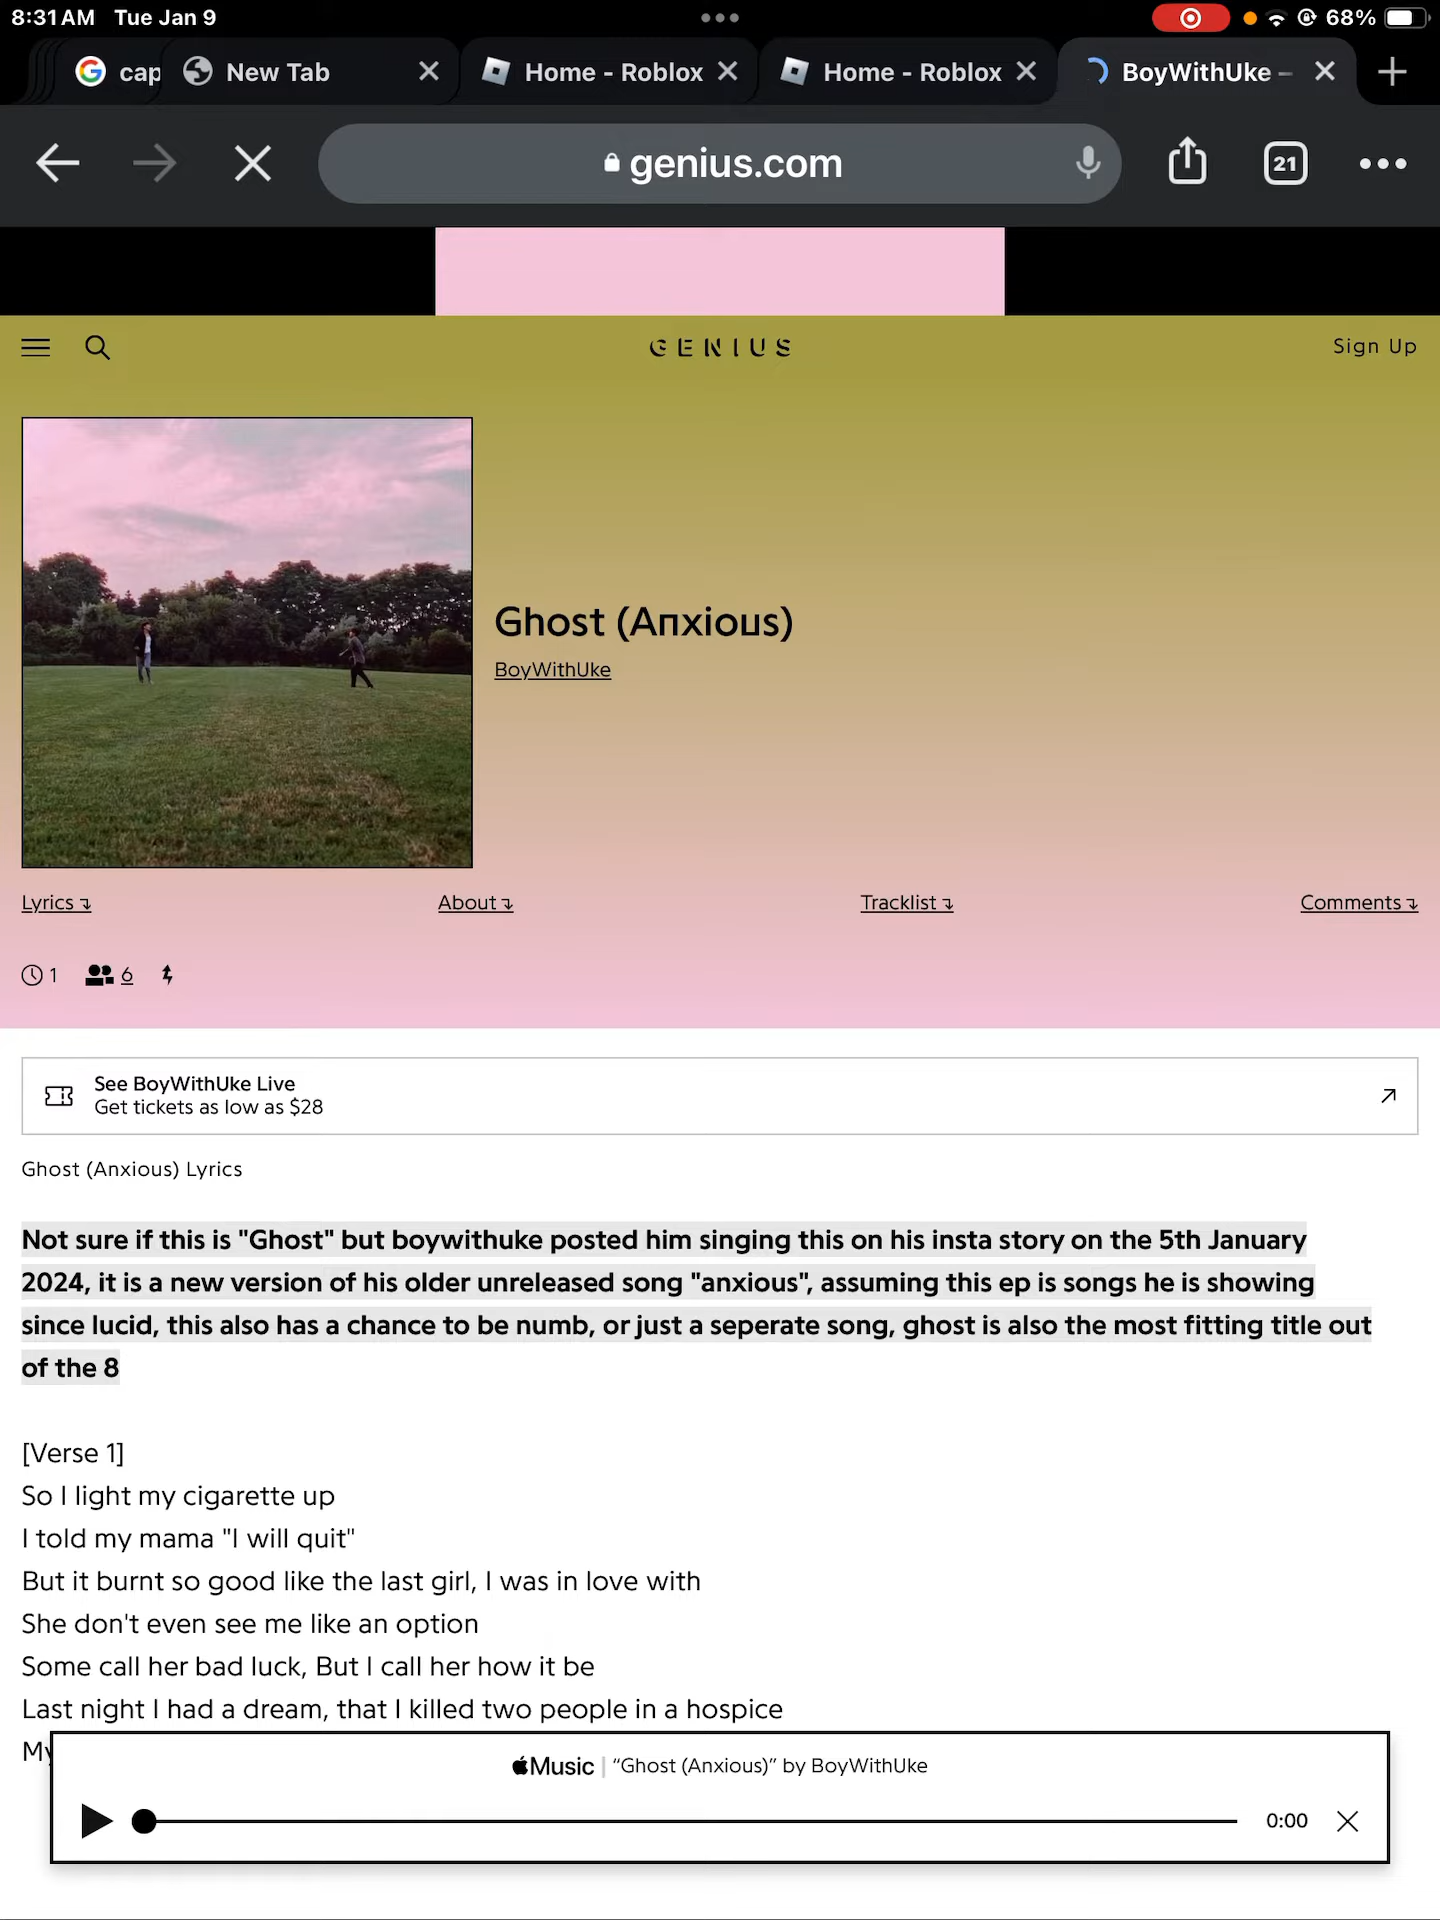 8:31 AM Tue Jan 9
68%
cap
New Tab
Home - Roblox
Home - Roblox
BoyWithUke –
genius.com
21
GENIUS
Sign Up
Ghost (Anxious)
BoyWithUke
Lyrics
About
Tracklist
Comments
1 6
See BoyWithUke Live
Get tickets as low as $28
Ghost (Anxious) Lyrics
Not sure if this is "Ghost" but boywithuke posted him singing this on his insta story on the 5th January
2024, it is a new version of his older unreleased song "anxious", assuming this ep is songs he is showing
since lucid, this also has a chance to be numb, or just a seperate song, ghost is also the most fitting title out
of the 8
[Verse 1]
So I light my cigarette up
I told my mama "I will quit"
But it burnt so good like the last girl, I was in love with
She don't even see me like an option
Some call her bad luck, But I call her how it be
Last night I had a dream, that I killed two people in a hospice
My
Music | “Ghost (Anxious)” by BoyWithUke
0:00